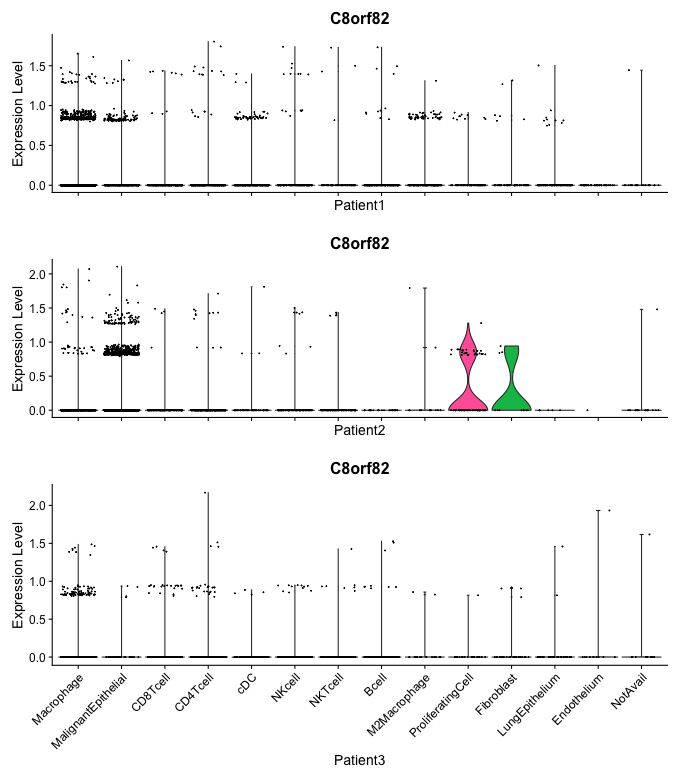 C8orf82
Expression Level
1.5
1.0
0.5
0.0
Patient1
C8orf82
Expression Level
2.0
1.5
1.0
0.5
0.0
Patient2
C8orf82
Expression Level
2.0
1.5
1.0
0.5
0.0
Macrophage
MalignantEpithelial
CD8Tcell
CD4Tcell
cDC
NKcell
NKTcell
Bcell
M2Macrophage
ProliferatingCell
Fibroblast
LungEpithelium
Endothelium
NotAvail
Patient3